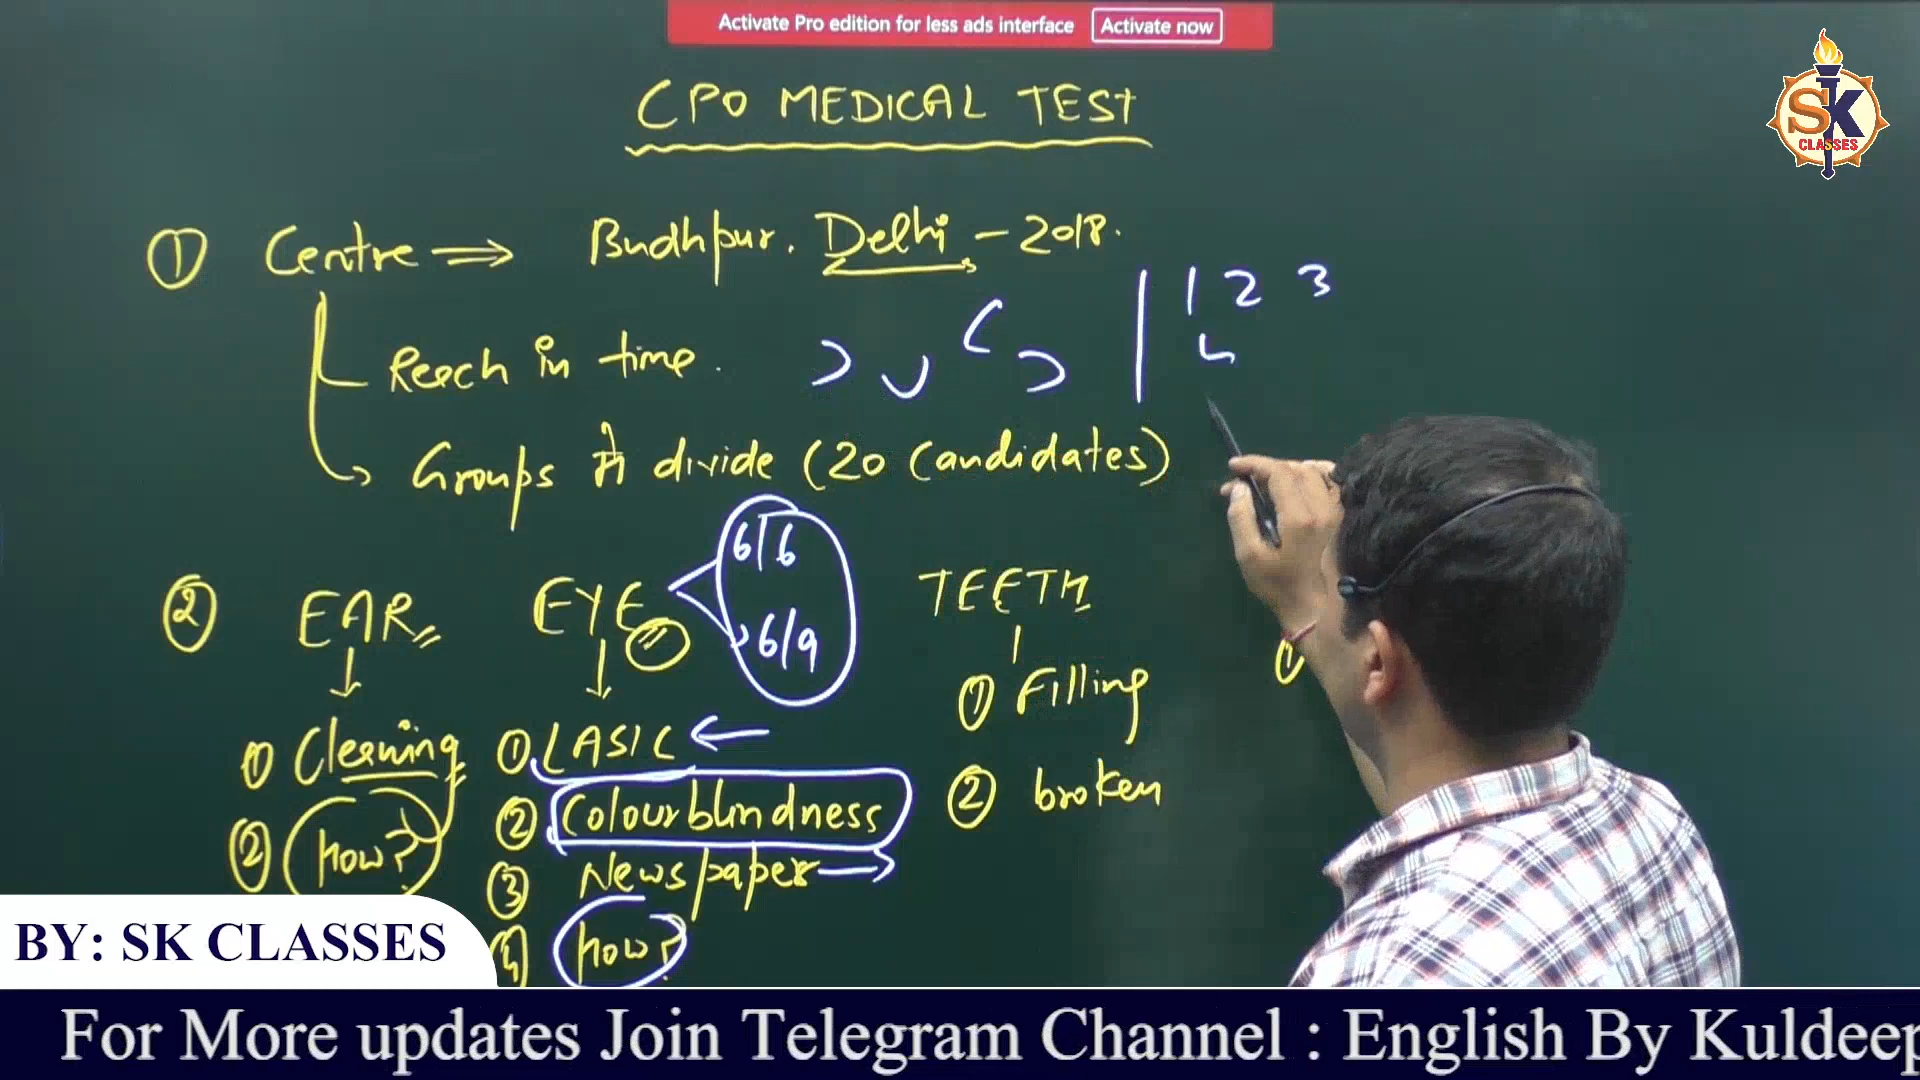 Activate Pro edition for less ads interface Activate now
SK
CLASSES
CPO MEDICAL TEST
① Centre ⇒ Budhpur. Delhi - 2018.
1 2 3
Reach in time.
Groups में divide (20 Candidates)
② EAR EYE 6/6 TEETH
6/9
① Cleaning ① LASIC ← ① Filling ①
② how? ② Colourblindness ② broken
③ Newspaper →
how?
BY: SK CLASSES
For More updates Join Telegram Channel : English By Kuldeep